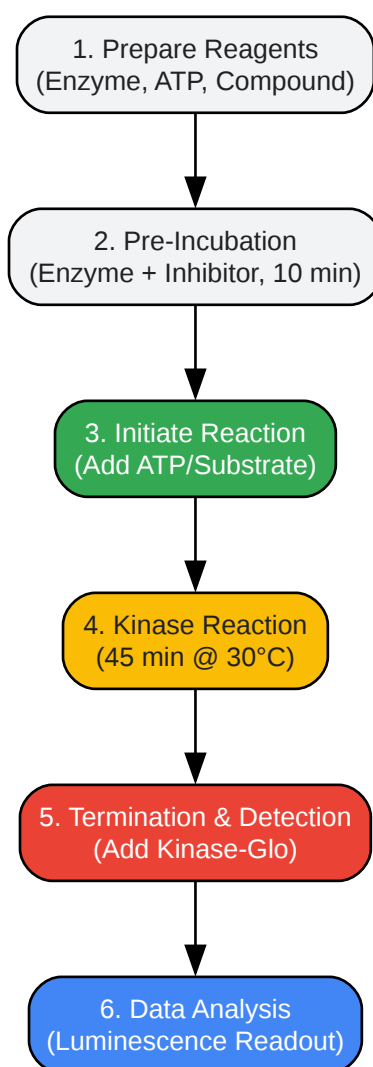 1. Prepare Reagents
(Enzyme, ATP, Compound)
2. Pre-Incubation
(Enzyme + Inhibitor, 10 min)
3. Initiate Reaction
(Add ATP/Substrate)
4. Kinase Reaction
(45 min @ 30°C)
5. Termination & Detection
(Add Kinase-Glo)
6. Data Analysis
(Luminescence Readout)